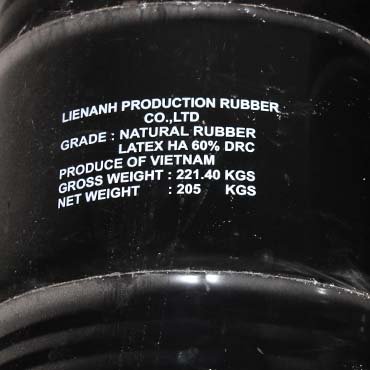 LIENANH PRODUCTION RUBBER
CO.,LTD
GRADE : NATURAL RUBBER
LATEX HA 60% DRC
PRODUCE OF VIETNAM
GROSS WEIGHT : 221.40 KGS
NET WEIGHT : 205 KGS